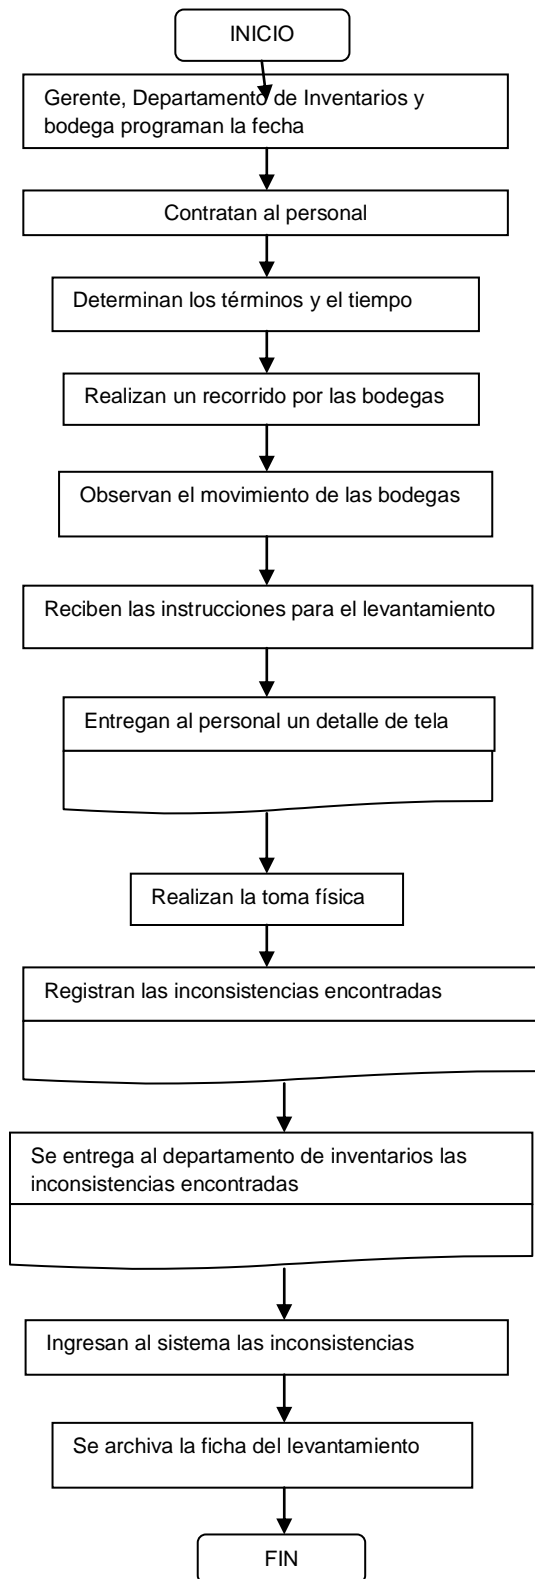 INICIO
Gerente, Departamento de Inventarios y
bodega programan la fecha
Contratan al personal
Determinan los términos y el tiempo
Realizan un recorrido por las bodegas
Observan el movimiento de las bodegas
Reciben las instrucciones para el levantamiento
Entregan al personal un detalle de tela
Realizan la toma física
Registran las inconsistencias encontradas
Se entrega al departamento de inventarios las
inconsistencias encontradas
Ingresan al sistema las inconsistencias
Se archiva la ficha del levantamiento
FIN